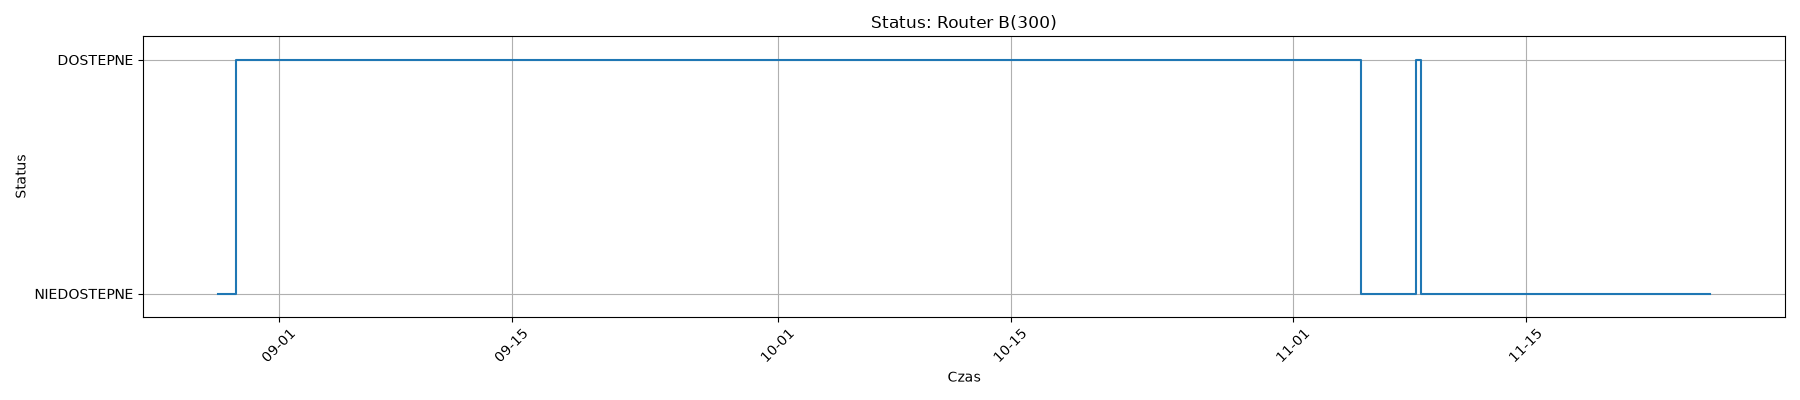 Status: Router B(300)
DOSTEPNE
NIEDOSTEPNE
Status
09-01
09-15
10-01
10-15
11-01
11-15
Czas